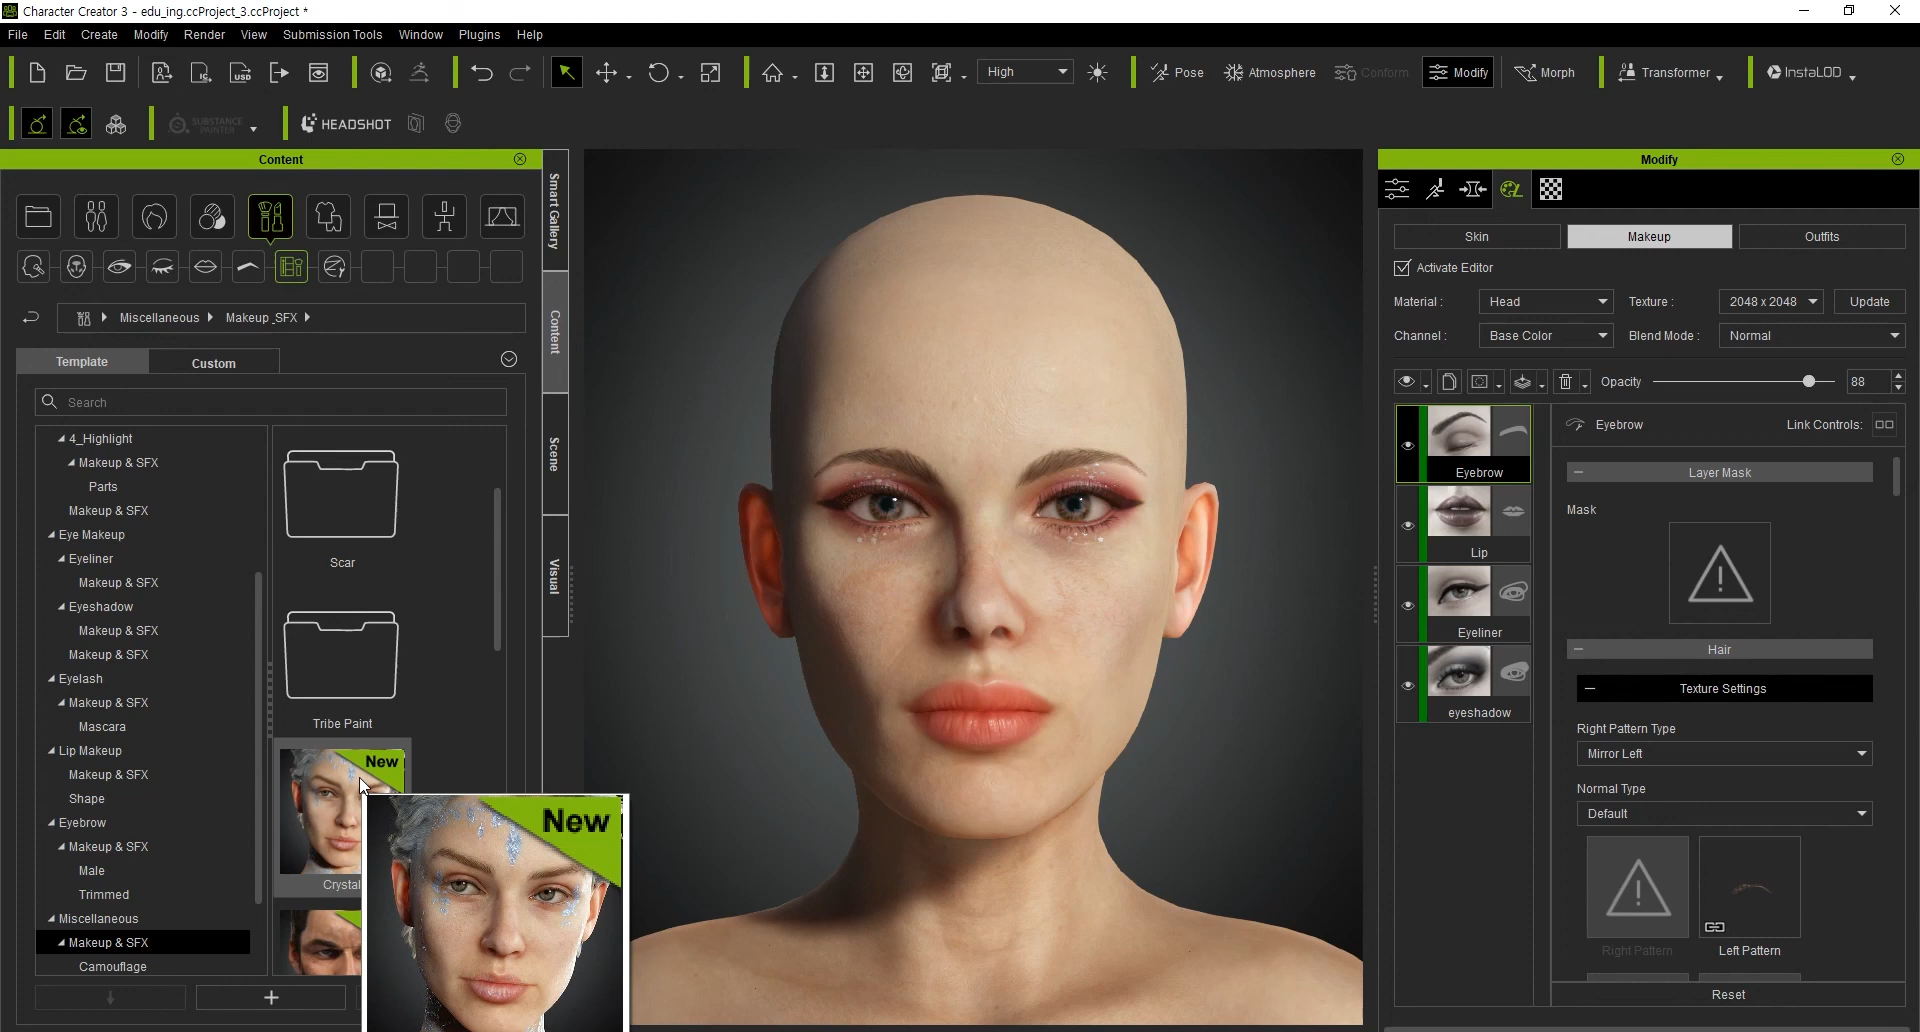 Character Creator 3 - edu_ing.ccProject_3.ccProject *
File Edit Create Modify Render View Submission Tools Window Plugins Help
High Pose Atmosphere Conform Modify Morph Transformer InstaLOD
SUBSTANCE PAINTER HEADSHOT
Content
Smart Gallery
Content
Scene
Visual
Miscellaneous Makeup_SFX
Template Custom
Search
4_Highlight
Makeup & SFX
Parts
Makeup & SFX
Eye Makeup
Eyeliner
Makeup & SFX
Eyeshadow
Makeup & SFX
Makeup & SFX
Eyelash
Makeup & SFX
Mascara
Lip Makeup
Makeup & SFX
Shape
Eyebrow
Makeup & SFX
Male
Trimmed
Miscellaneous
Makeup & SFX
Camouflage
Scar
Tribe Paint
New
Crystal
New
Modify
Skin Makeup Outfits
Activate Editor
Material : Head Texture : 2048 x 2048 Update
Channel : Base Color Blend Mode : Normal
Opacity 88
Eyebrow
Lip
Eyeliner
eyeshadow
Eyebrow Link Controls:
Layer Mask
Mask
Hair
Texture Settings
Right Pattern Type
Mirror Left
Normal Type
Default
Right Pattern Left Pattern
Reset